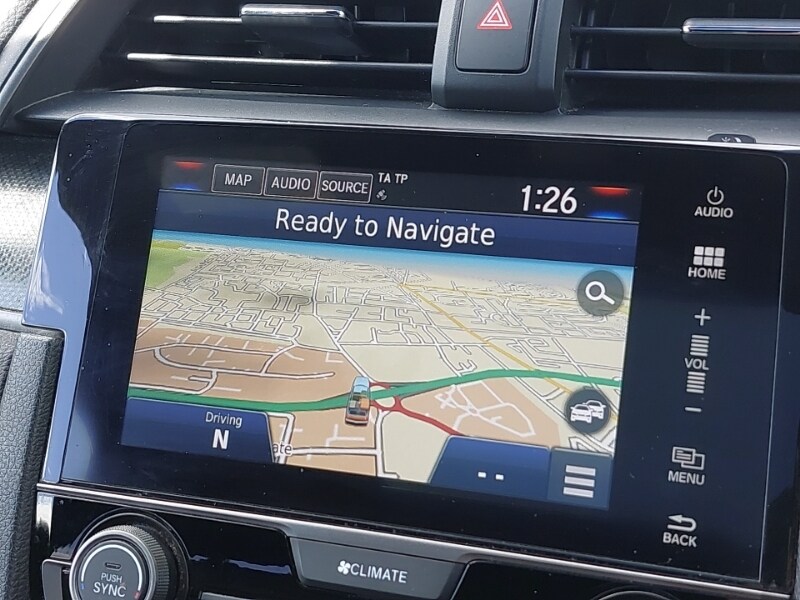 MAP AUDIO SOURCE TA TP 1:26
Ready to Navigate
Driving
N
ate
--
AUDIO
HOME
+
VOL
−
MENU
BACK
PUSH
SYNC
CLIMATE